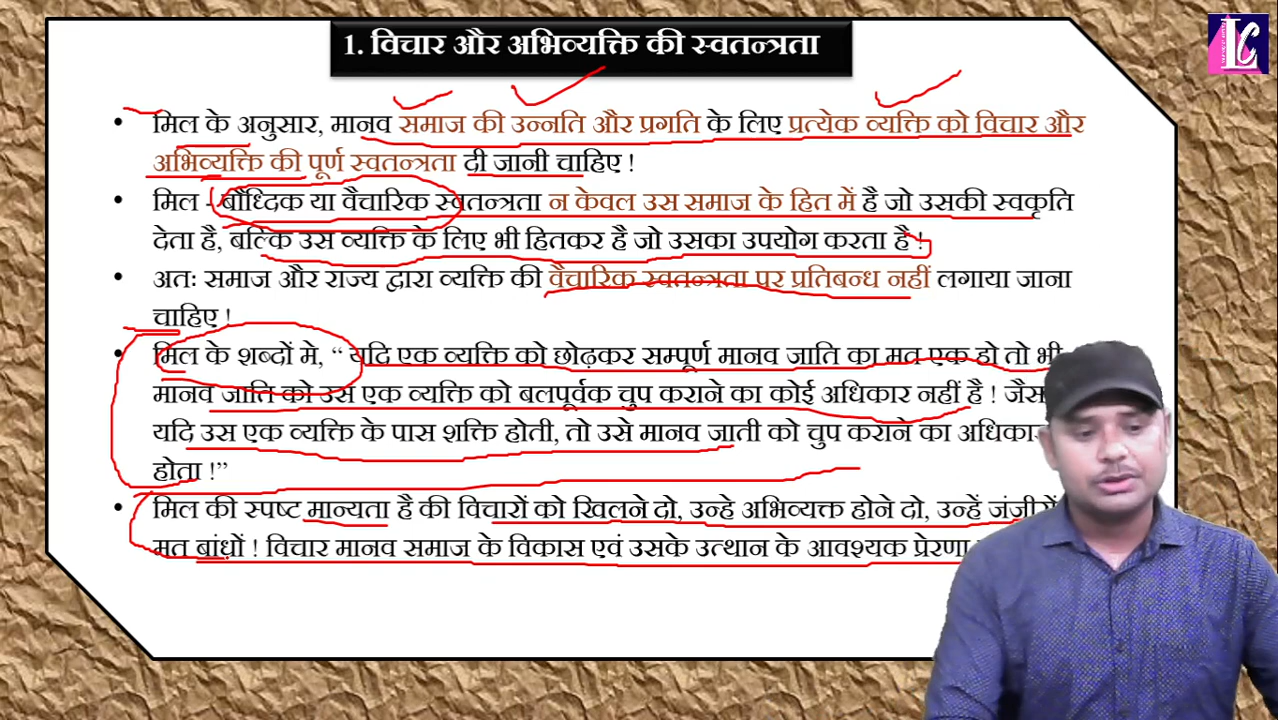 1. विचार और अभिव्यक्ति की स्वतन्त्रता
LC
• मिल के अनुसार, मानव समाज की उन्नति और प्रगति के लिए प्रत्येक व्यक्ति को विचार और
अभिव्यक्ति की पूर्ण स्वतन्त्रता दी जानी चाहिए !
• मिल - बौध्दिक या वैचारिक स्वतन्त्रता न केवल उस समाज के हित में है जो उसकी स्वकृति
देता है, बल्कि उस व्यक्ति के लिए भी हितकर है जो उसका उपयोग करता है !
• अतः समाज और राज्य द्वारा व्यक्ति की वैचारिक स्वतन्त्रता पर प्रतिबन्ध नहीं लगाया जाना
चाहिए !
• मिल के शब्दों मे, “ यदि एक व्यक्ति को छोढ़कर सम्पूर्ण मानव जाति का मत एक हो तो भी
मानव जाति को उस एक व्यक्ति को बलपूर्वक चुप कराने का कोई अधिकार नहीं है !
यदि उस एक व्यक्ति के पास शक्ति होती, तो उसे मानव जाती को चुप कराने का
होता !”
• मिल की स्पष्ट मान्यता है की विचारों को खिलने दो, उन्हे अभिव्यक्त होने दो, उन्हें
मत बांधो ! विचार मानव समाज के विकास एवं उसके उत्थान के आवश्यक प्रेरणा